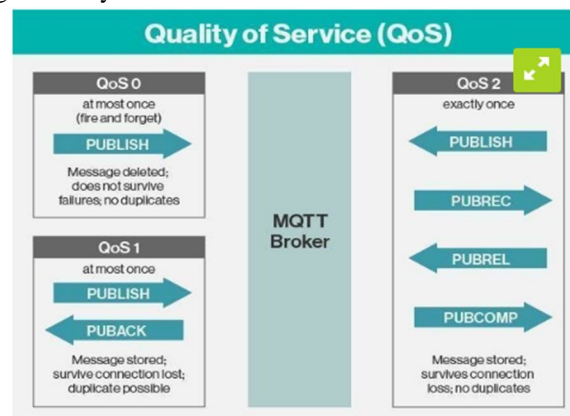 Quality of Service (QoS)
QoS 0
at most once
(fire and forget)
PUBLISH
Message deleted;
does not survive
failures; no duplicates
QoS 1
at most once
PUBLISH
PUBACK
Message stored;
survive connection lost;
duplicate possible
MQTT
Broker
QoS 2
exactly once
PUBLISH
PUBREC
PUBREL
PUBCOMP
Message stored;
survives connection
loss; no duplicates